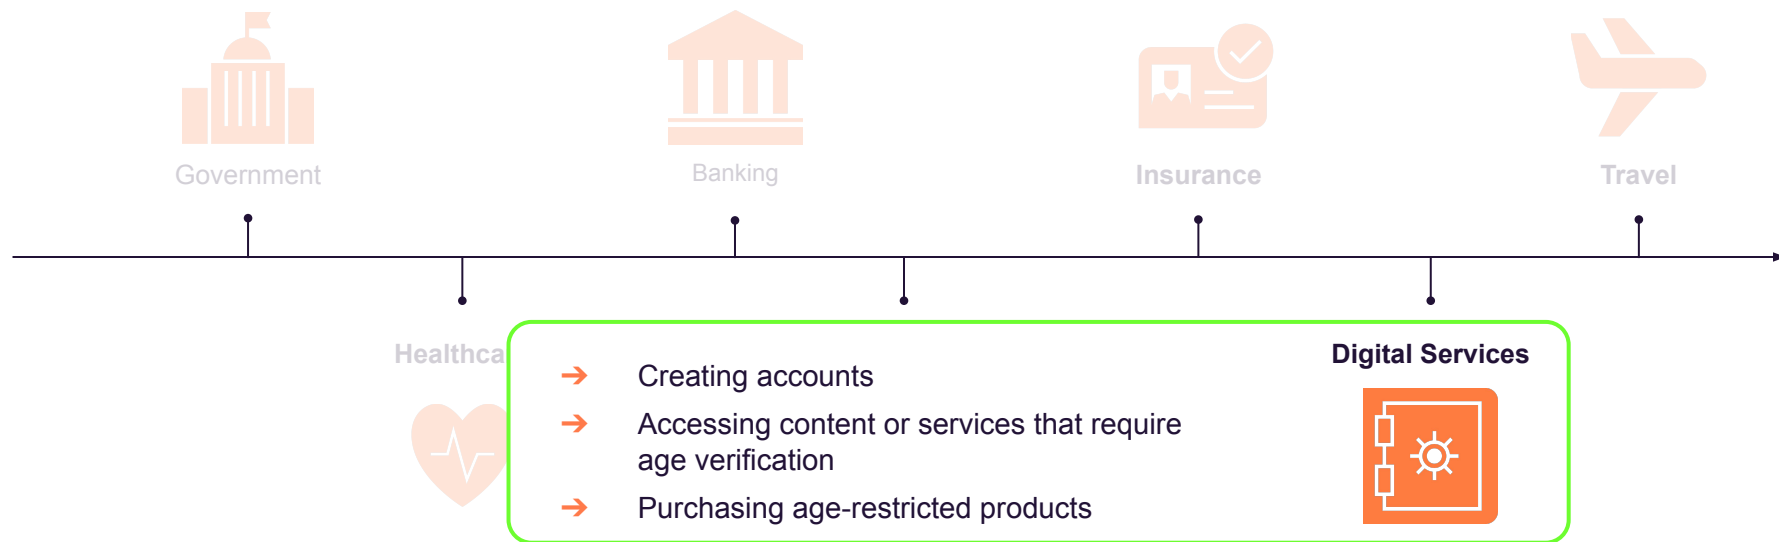 Government
Banking
Insurance
Travel
Healthca
Digital Services
➔ Creating accounts
➔ Accessing content or services that require
age verification
➔ Purchasing age-restricted products